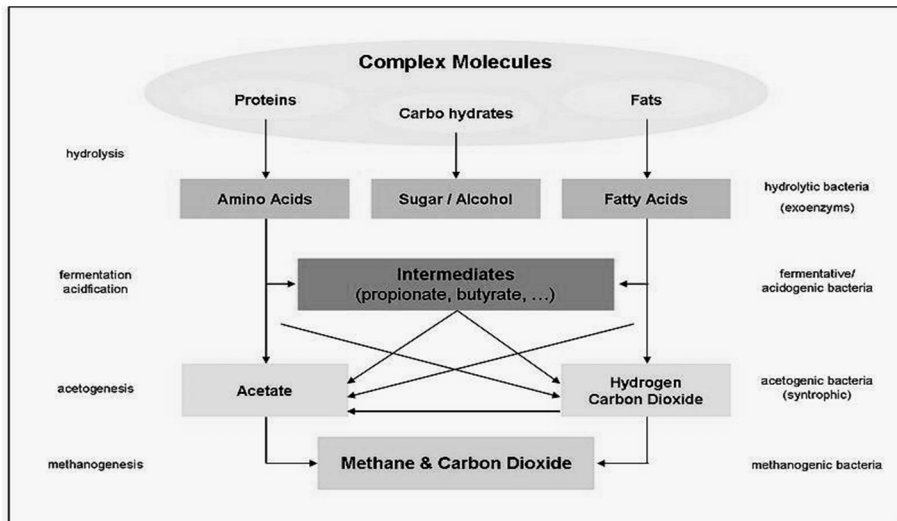 Complex Molecules
Proteins
Carbo hydrates
Fats
hydrolysis
Amino Acids
Sugar / Alcohol
Fatty Acids
hydrolytic bacteria
(exoenzyms)
fermentation
acidfication
Intermediates
(propionate, butyrate, ...)
fermentative/
acidogenic bacteria
acetogenesis
Acetate
Hydrogen
Carbon Dioxide
acetogenic bacteria
(syntrophic)
methanogenesis
Methane & Carbon Dioxide
methanogenic bacteria